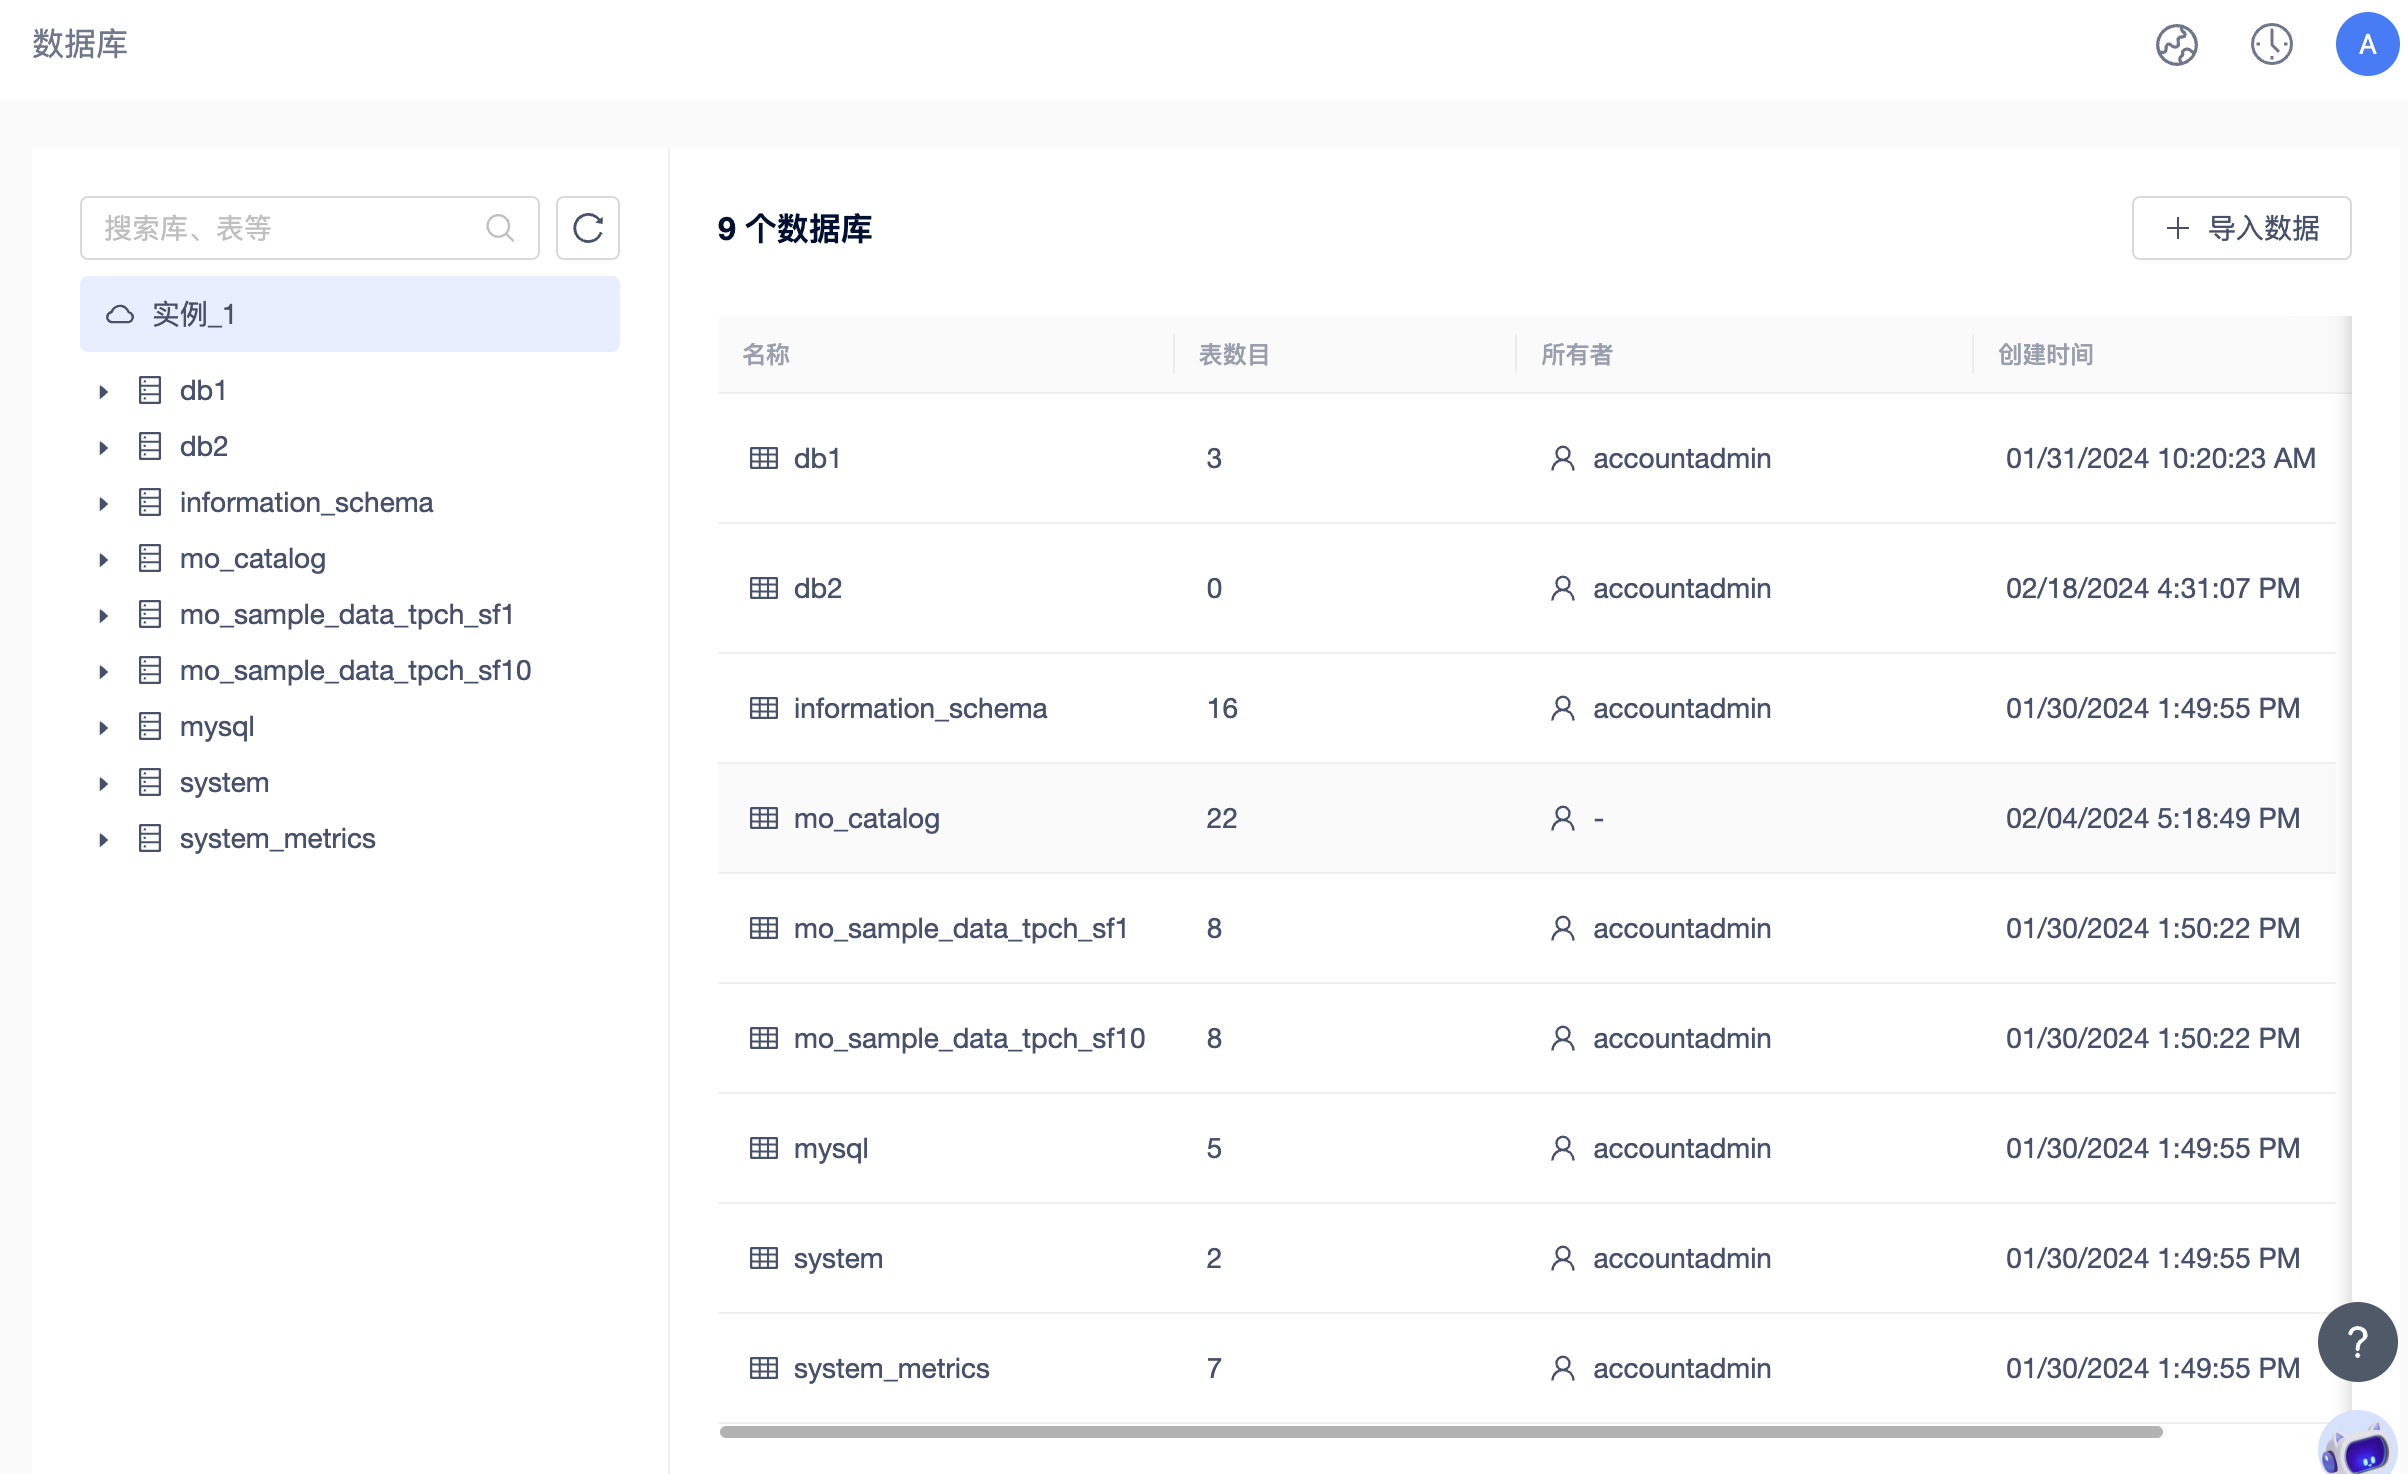 数据库
A
搜索库、表等
实例_1
db1
db2
information_schema
mo_catalog
mo_sample_data_tpch_sf1
mo_sample_data_tpch_sf10
mysql
system
system_metrics
9 个数据库
导入数据
名称 表数目 所有者 创建时间
db1 3 accountadmin 01/31/2024 10:20:23 AM
db2 0 accountadmin 02/18/2024 4:31:07 PM
information_schema 16 accountadmin 01/30/2024 1:49:55 PM
mo_catalog 22 - 02/04/2024 5:18:49 PM
mo_sample_data_tpch_sf1 8 accountadmin 01/30/2024 1:50:22 PM
mo_sample_data_tpch_sf10 8 accountadmin 01/30/2024 1:50:22 PM
mysql 5 accountadmin 01/30/2024 1:49:55 PM
system 2 accountadmin 01/30/2024 1:49:55 PM
system_metrics 7 accountadmin 01/30/2024 1:49:55 PM
?